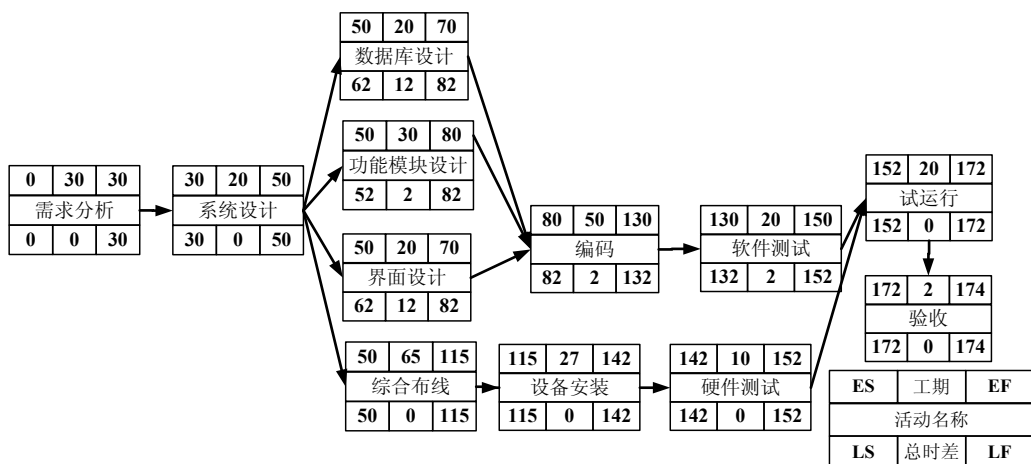 50 20 70
数据库设计
62 12 82
50 30 80
功能模块设计
52 2 82
0 30 30
需求分析
0 0 30
30 20 50
系统设计
30 0 50
50 20 70
界面设计
62 12 82
80 50 130
编码
82 2 132
130 20 150
软件测试
132 2 152
152 20 172
试运行
152 0 172
172 2 174
验收
172 0 174
50 65 115
综合布线
50 0 115
115 27 142
设备安装
115 0 142
142 10 152
硬件测试
142 0 152
ES 工期 EF
活动名称
LS 总时差 LF